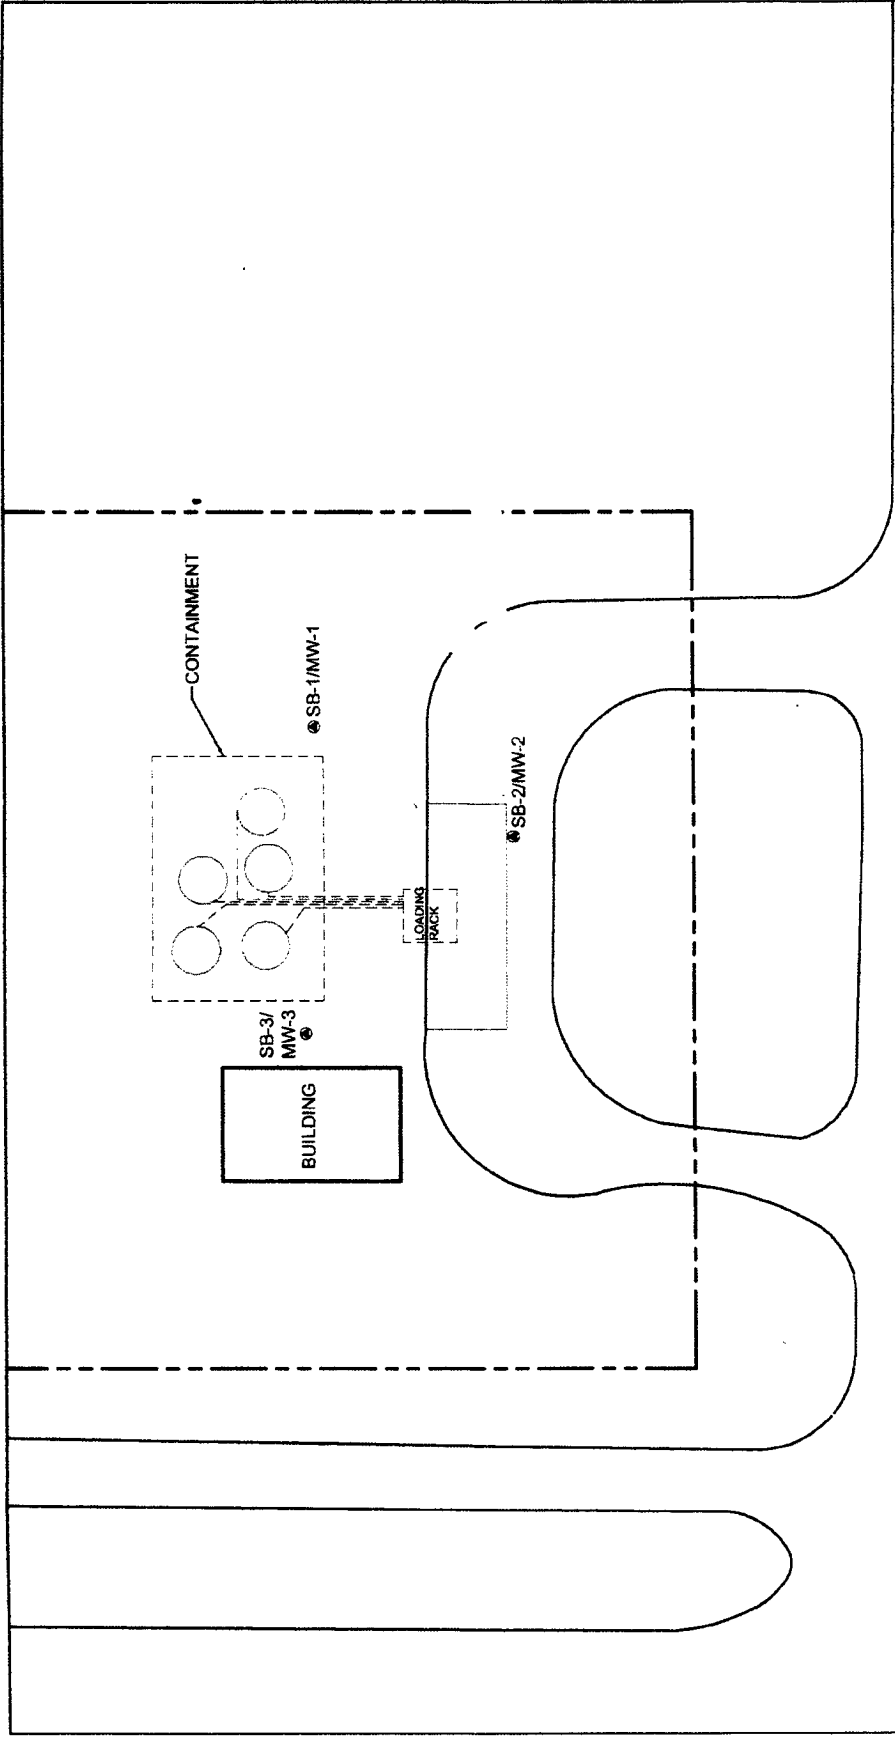 CONTAINMENT
SB-1/MW-1
SB-2/MW-2
LOADING
RACK
SB-3/
MW-3
BUILDING